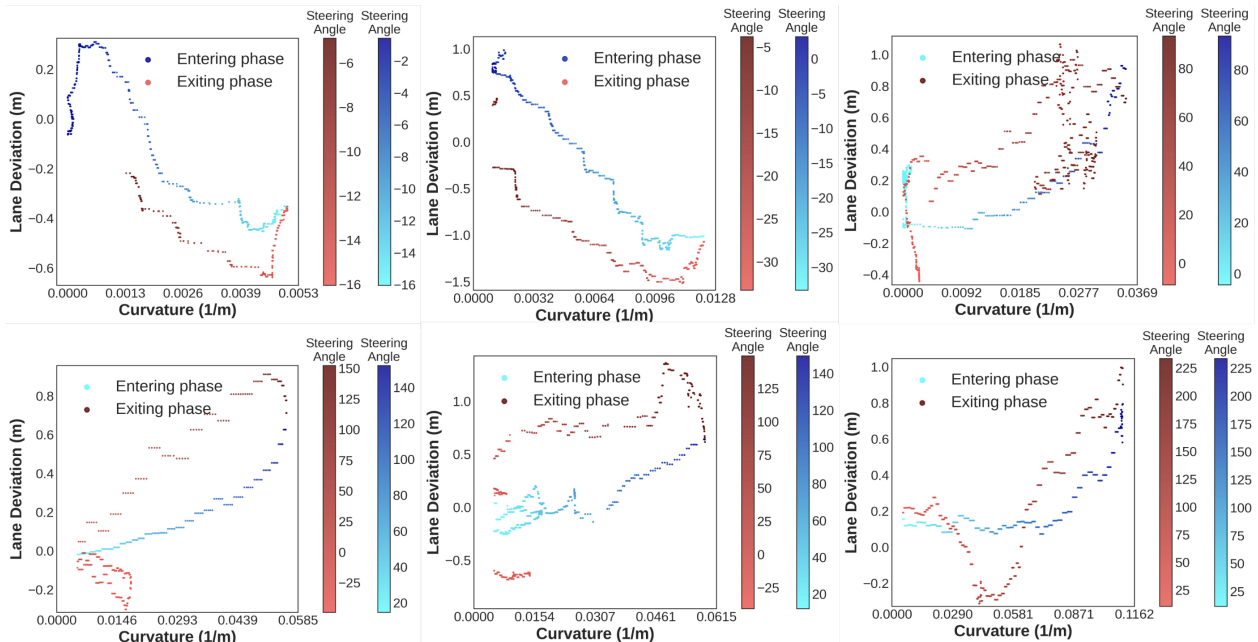 Steering Angle
Steering Angle
Entering phase
Exiting phase
Lane Deviation (m)
0.2
0.0
−0.2
−0.4
−0.6
0.0000 0.0013 0.0026 0.0039 0.0053
Curvature (1/m)
−6
−8
−10
−12
−14
−16
−2
−4
−6
−8
−10
−12
−14
−16
Steering Angle
Steering Angle
Entering phase
Exiting phase
Lane Deviation (m)
1.0
0.5
0.0
−0.5
−1.0
−1.5
0.0000 0.0032 0.0064 0.0096 0.0128
Curvature (1/m)
−5
−10
−15
−20
−25
−30
0
−5
−10
−15
−20
−25
−30
Steering Angle
Steering Angle
Entering phase
Exiting phase
Lane Deviation (m)
1.0
0.8
0.6
0.4
0.2
0.0
−0.2
−0.4
0.0000 0.0092 0.0185 0.0277 0.0369
Curvature (1/m)
80
60
40
20
0
80
60
40
20
0
Steering Angle
Steering Angle
Entering phase
Exiting phase
Lane Deviation (m)
0.8
0.6
0.4
0.2
0.0
−0.2
0.0000 0.0146 0.0293 0.0439 0.0585
Curvature (1/m)
150
125
100
75
50
25
0
−25
140
120
100
80
60
40
20
Steering Angle
Steering Angle
Entering phase
Exiting phase
Lane Deviation (m)
1.0
0.5
0.0
−0.5
0.0000 0.0154 0.0307 0.0461 0.0615
Curvature (1/m)
125
100
75
50
25
0
−25
140
120
100
80
60
40
20
Steering Angle
Steering Angle
Entering phase
Exiting phase
Lane Deviation (m)
1.0
0.8
0.6
0.4
0.2
0.0
−0.2
0.0000 0.0290 0.0581 0.0871 0.1162
Curvature (1/m)
225
200
175
150
125
100
75
50
25
225
200
175
150
125
100
75
50
25